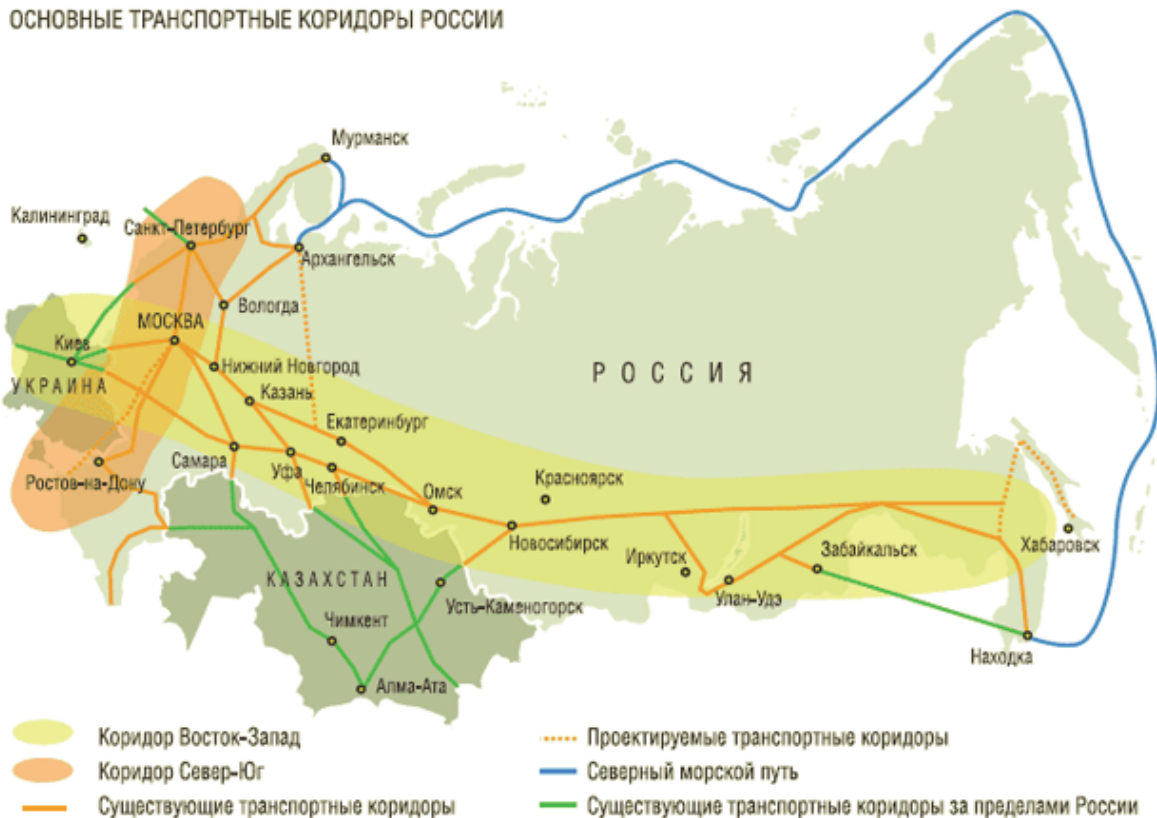 ОСНОВНЫЕ ТРАНСПОРТНЫЕ КОРИДОРЫ РОССИИ
Мурманск
Калининград
Санкт-Петербург
Архангельск
Вологда
МОСКВА
Киев
УКРАИНА
Нижний Новгород
РОССИЯ
Казань
Екатеринбург
Самара
Уфа
Ростов-на-Дону
Челябинск
Омск
Красноярск
Новосибирск
Иркутск
Забайкальск
Хабаровск
Улан-Удэ
КАЗАХСТАН
Усть-Каменогорск
Чимкент
Находка
Алма-Ата
Коридор Восток-Запад
Коридор Север-Юг
Существующие транспортные коридоры
Проектируемые транспортные коридоры
Северный морской путь
Существующие транспортные коридоры за пределами России